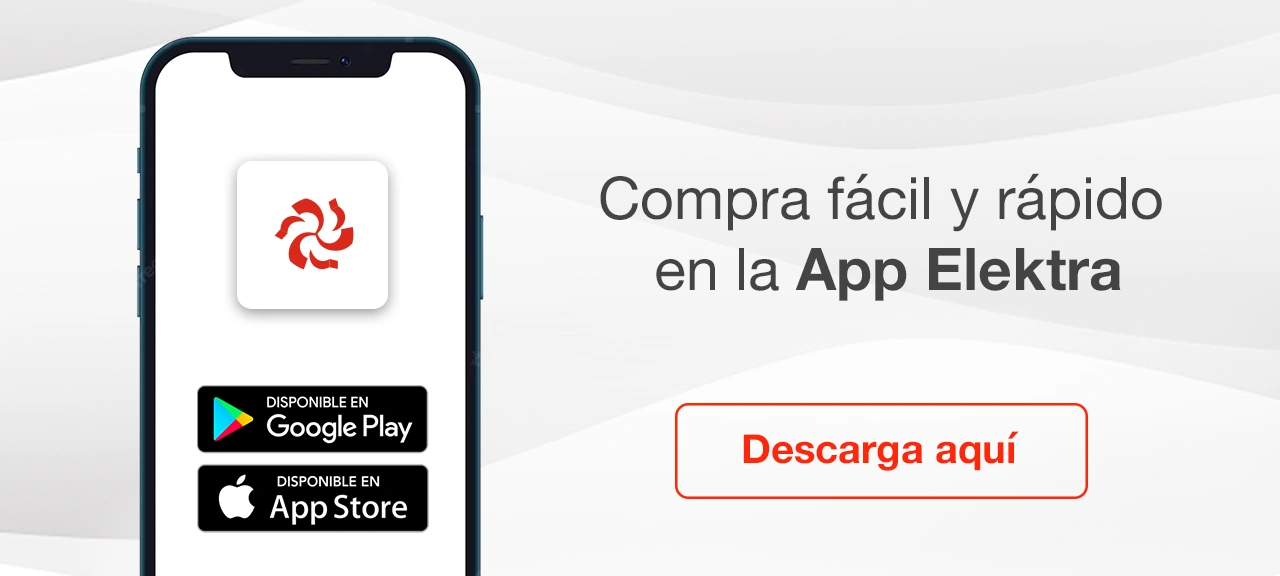 DISPONIBLE EN
Google Play
DISPONIBLE EN
App Store
Compra fácil y rápido
en la App Elektra
Descarga aquí